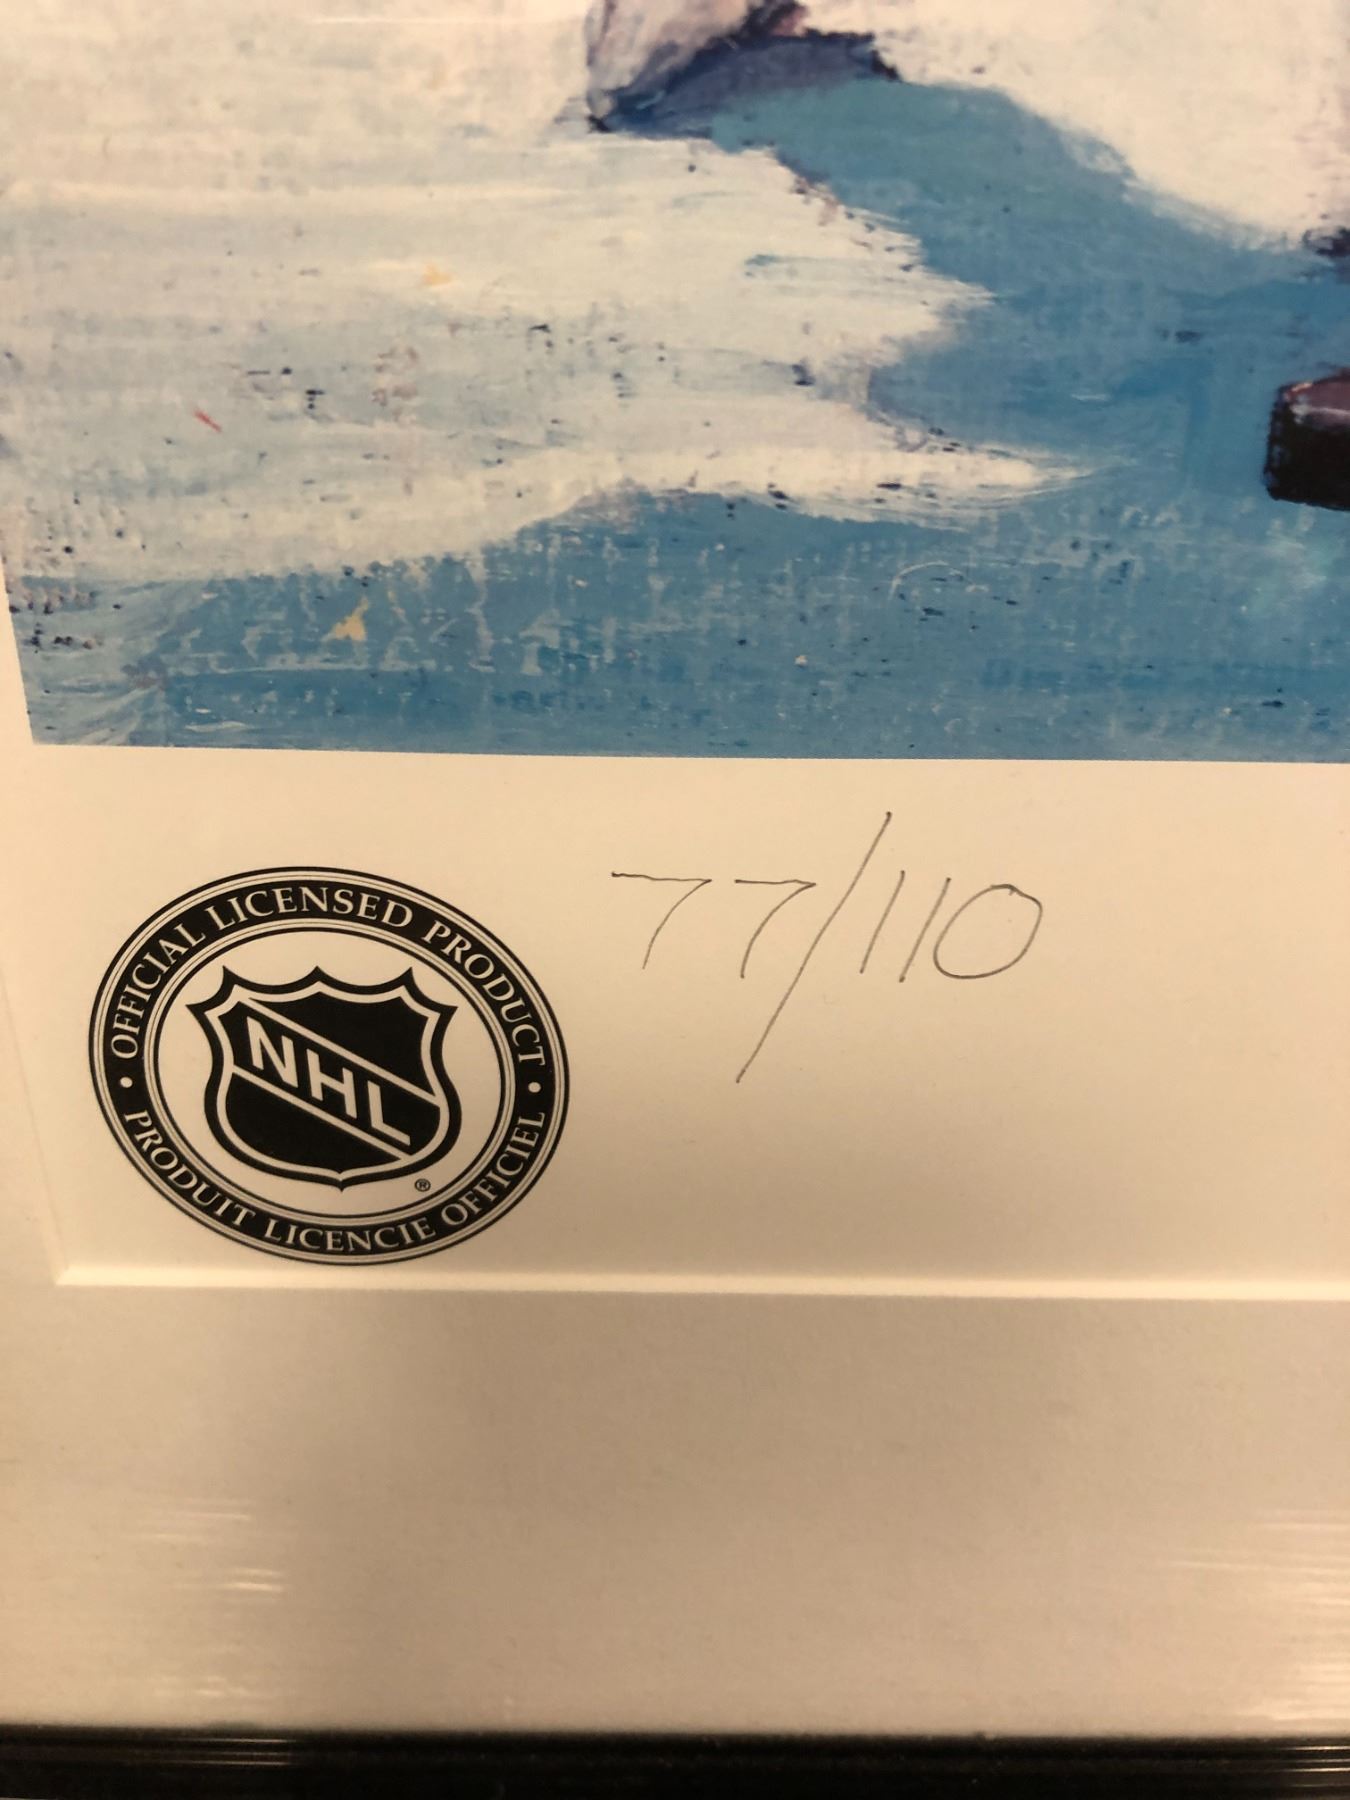 77/110
OFFICIAL LICENSED PRODUCT
NHL
®
PRODUIT LICENCIE OFFICIEL